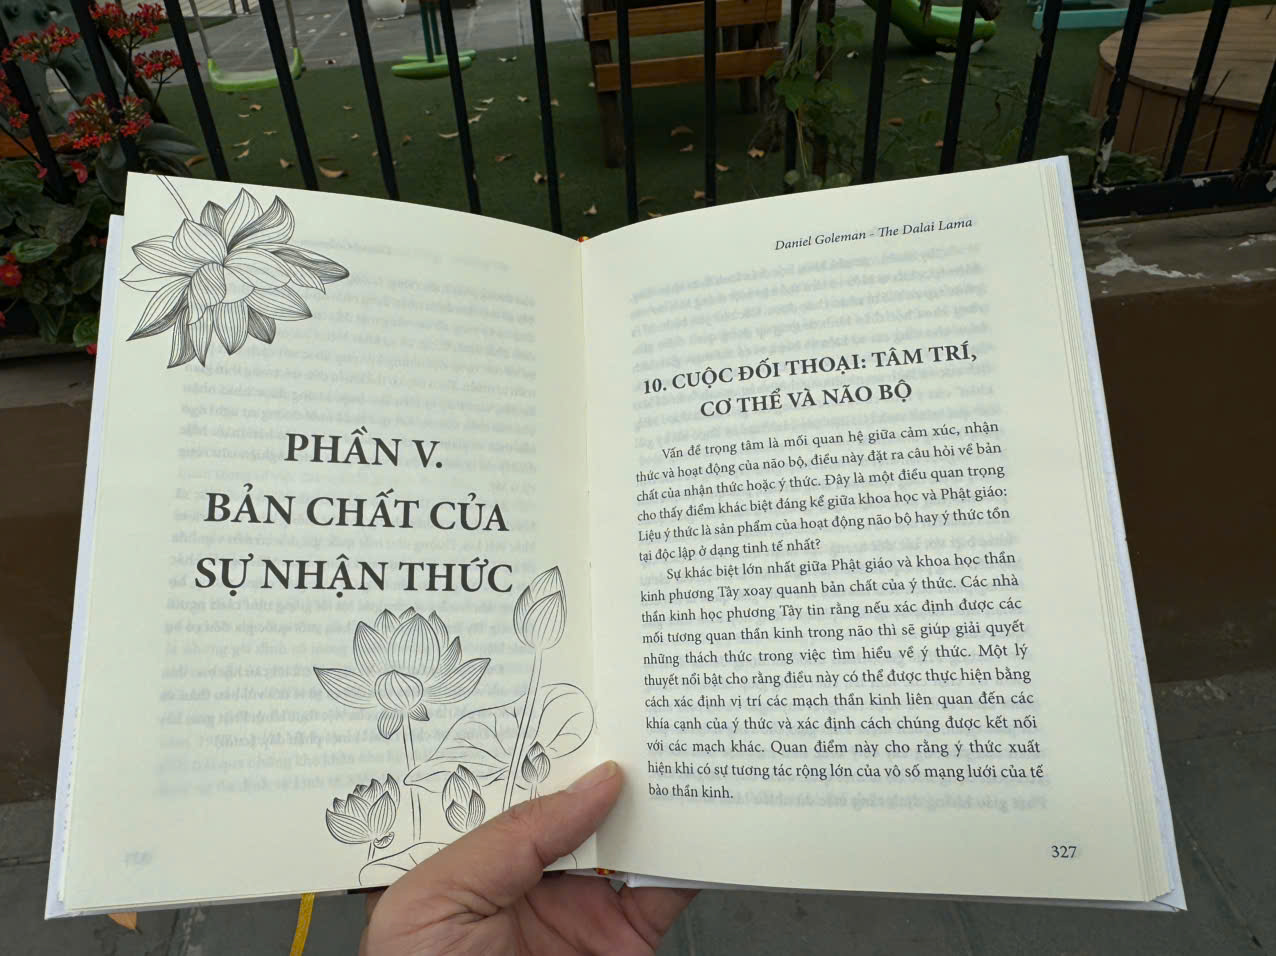 PHẦN V.
BẢN CHẤT CỦA
SỰ NHẬN THỨC
Daniel Goleman - The Dalai Lama
10. CUỘC ĐỐI THOẠI: TÂM TRÍ,
CƠ THỂ VÀ NÃO BỘ
Vấn đề trọng tâm là mối quan hệ giữa cảm xúc, nhận
thức và hoạt động của não bộ, điều này đặt ra câu hỏi về bản
chất của nhận thức hoặc ý thức. Đây là một điều quan trọng
cho thấy điểm khác biệt đáng kể giữa khoa học và Phật giáo:
Liệu ý thức là sản phẩm của hoạt động não bộ hay ý thức tồn
tại độc lập ở dạng tinh tế nhất?
Sự khác biệt lớn nhất giữa Phật giáo và khoa học thần
kinh phương Tây xoay quanh bản chất của ý thức. Các nhà
thần kinh học phương Tây tin rằng nếu xác định được các
mối tương quan thần kinh trong não thì sẽ giúp giải quyết
những thách thức trong việc tìm hiểu về ý thức. Một lý
thuyết nổi bật cho rằng điều này có thể được thực hiện bằng
cách xác định vị trí các mạch thần kinh liên quan đến các
khía cạnh của ý thức và xác định cách chúng được kết nối
với các mạch khác. Quan điểm này cho rằng ý thức xuất
hiện khi có sự tương tác rộng lớn của vô số mạng lưới của tế
bào thần kinh.
327